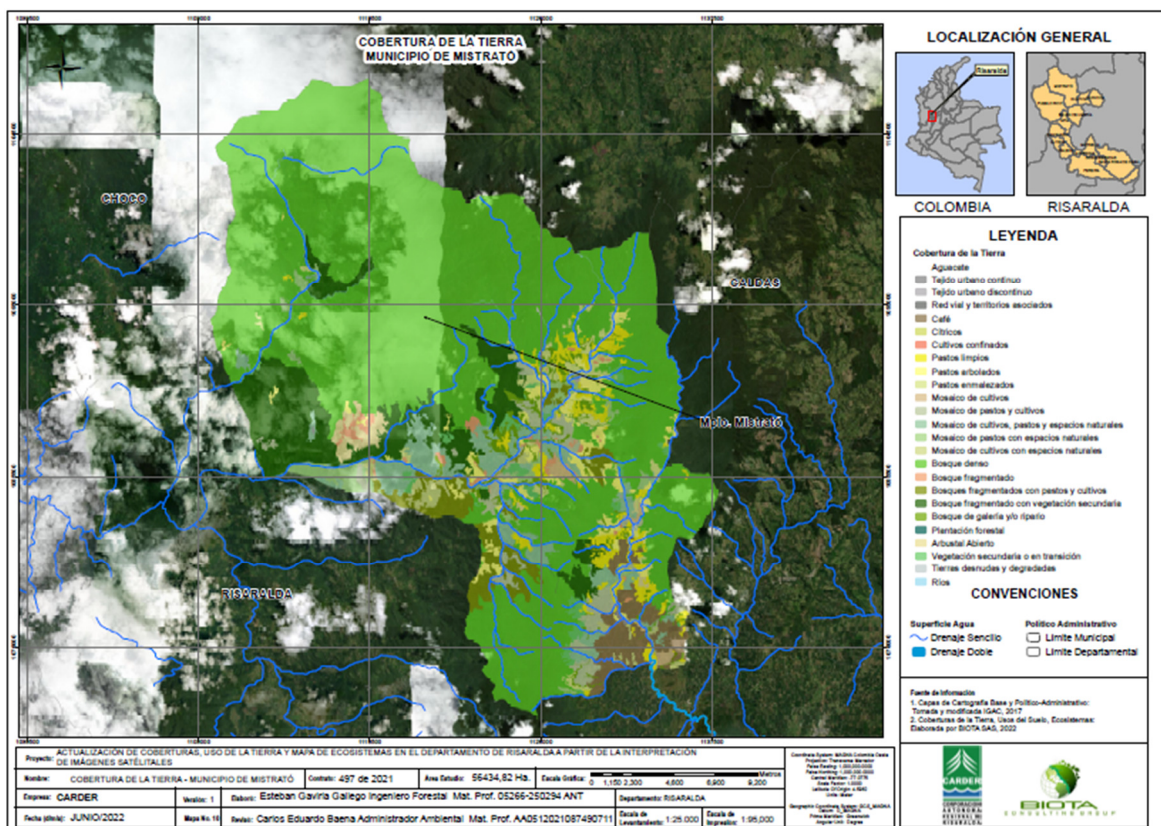 COBERTURA DE LA TIERRA
MUNICIPIO DE MISTRATÓ
CHOCO
CALDAS
Mpio. Mistrató
RISARALDA
LOCALIZACIÓN GENERAL
Risaralda
COLOMBIA
RISARALDA
LEYENDA
Cobertura de la Tierra
Aguacate
Tejido urbano continuo
Tejido urbano discontinuo
Red vial y territorios asociados
Café
Cítricos
Cultivos confinados
Pastos limpios
Pastos arbolados
Pastos enmalezados
Mosaico de cultivos
Mosaico de pastos y cultivos
Mosaico de cultivos, pastos y espacios naturales
Mosaico de pastos con espacios naturales
Mosaico de cultivos con espacios naturales
Bosque denso
Bosque fragmentado
Bosques fragmentados con pastos y cultivos
Bosque fragmentado con vegetación secundaria
Bosque de galería y/o ripario
Plantación forestal
Arbustal Abierto
Vegetación secundaria o en transición
Tierras desnudas y degradadas
Ríos
CONVENCIONES
Superficie Agua
Drenaje Sencillo
Drenaje Doble
Político Administrativo
Límite Municipal
Límite Departamental
Fuente de Información
1. Capas de Cartografía Base y Político-Administrativo:
Tomada y modificada IGAC, 2017
2. Coberturas de la Tierra, Usos del Suelo, Ecosistemas:
Elaborada por BIOTA SAS, 2022
Proyecto: ACTUALIZACIÓN DE COBERTURAS, USO DE LA TIERRA Y MAPA DE ECOSISTEMAS EN EL DEPARTAMENTO DE RISARALDA A PARTIR DE LA INTERPRETACIÓN
DE IMÁGENES SATÉLITALES
Nombre: COBERTURA DE LA TIERRA - MUNICIPIO DE MISTRATÓ Contrato: 497 de 2021 Area Estudio: 56434,82 Ha. Escala Gráfica: Metros
0 1,150 2,300 4,600 6,900 9,200
Empresa: CARDER Versión: 1 Elaboró: Esteban Gaviria Gallego Ingeniero Forestal Mat. Prof. 05266-250294 ANT Departamento: RISARALDA
Fecha (d/m/a): JUNIO/2022 Mapa No. Revisó: Carlos Eduardo Baena Administrador Ambiental Mat. Prof. AA0512021087490711 Escala de Levantamiento: 1:25.000 Escala de Impresión: 1:95,000
CARDER
CORPORACIÓN
AUTÓNOMA
REGIONAL DE
RISARALDA
BIOTA
CONSULTING GROUP